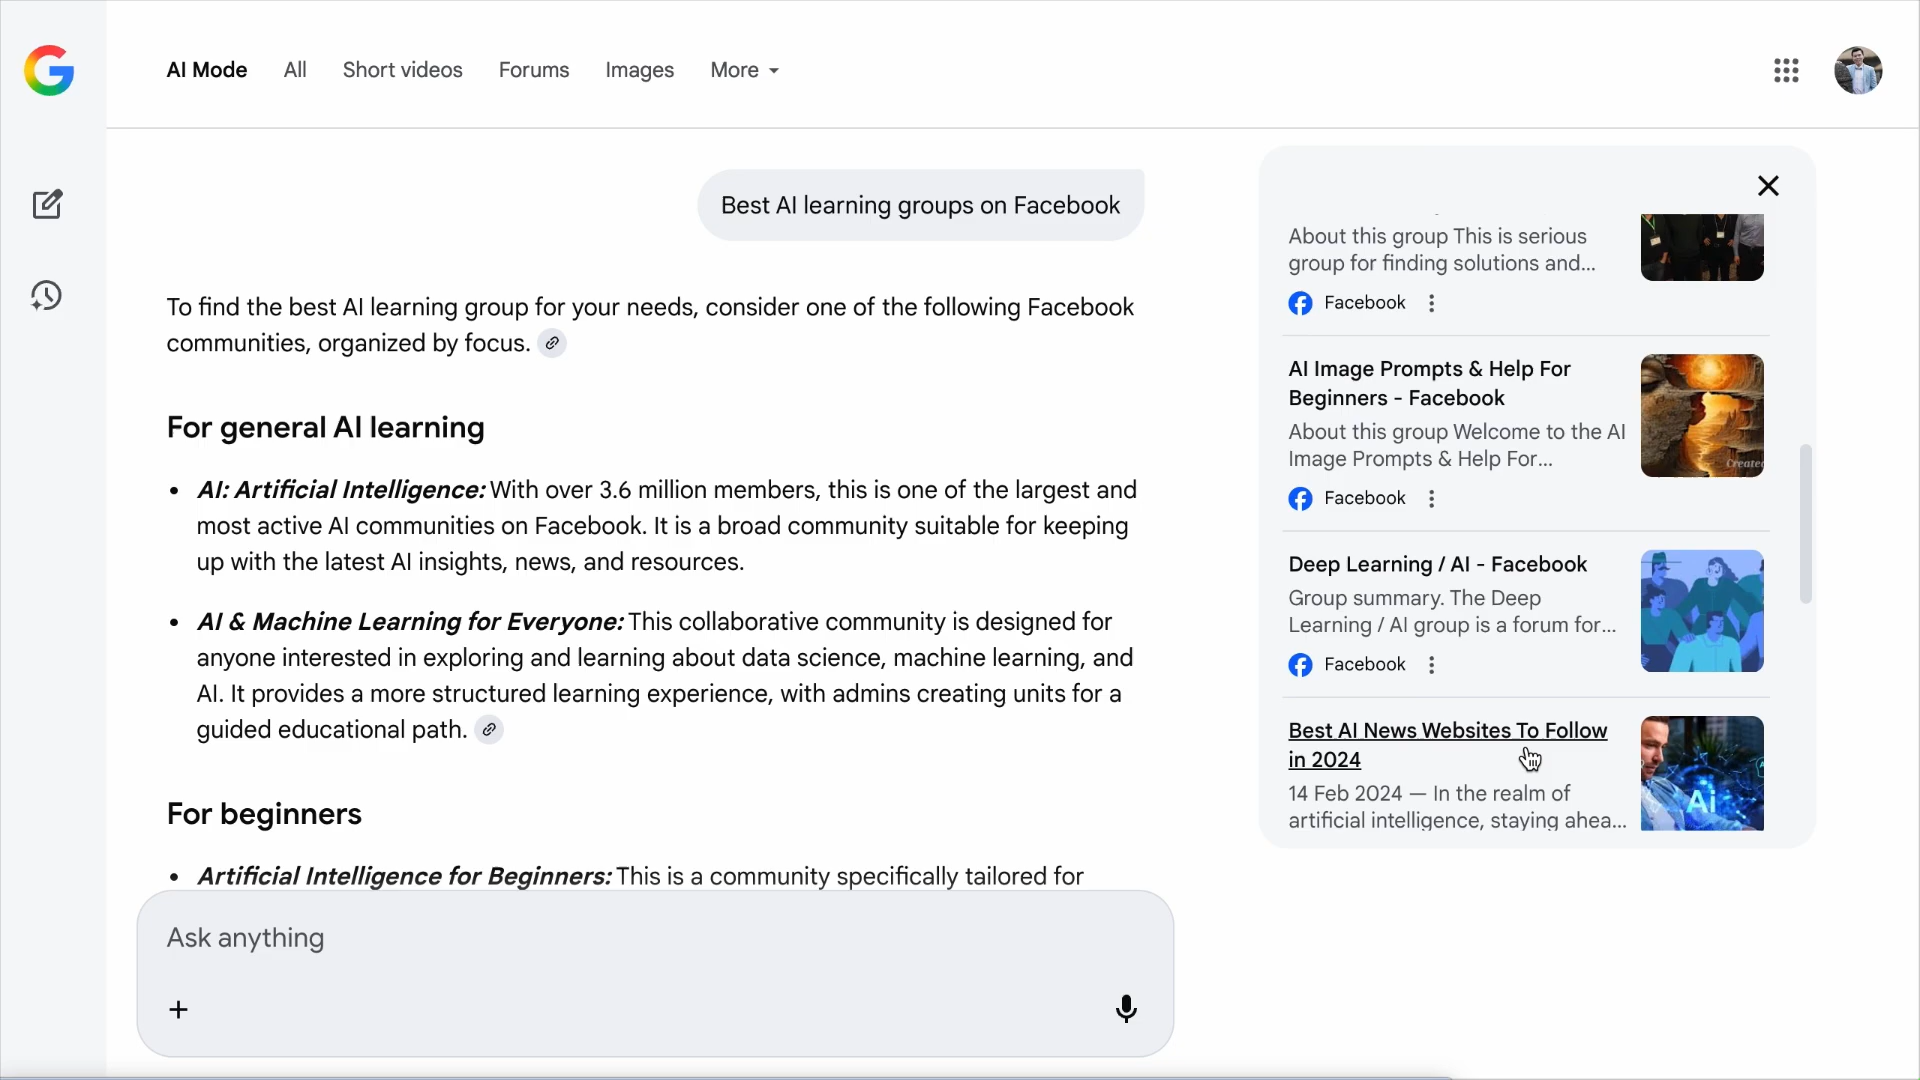 AI Mode
All
Short videos
Forums
Images
More
Best AI learning groups on Facebook
To find the best AI learning group for your needs, consider one of the following Facebook
communities, organized by focus.
For general AI learning
• AI: Artificial Intelligence: With over 3.6 million members, this is one of the largest and
most active AI communities on Facebook. It is a broad community suitable for keeping
up with the latest AI insights, news, and resources.
• AI & Machine Learning for Everyone: This collaborative community is designed for
anyone interested in exploring and learning about data science, machine learning, and
AI. It provides a more structured learning experience, with admins creating units for a
guided educational path.
For beginners
• Artificial Intelligence for Beginners: This is a community specifically tailored for
Ask anything
About this group This is serious
group for finding solutions and...
Facebook
AI Image Prompts & Help For
Beginners - Facebook
About this group Welcome to the AI
Image Prompts & Help For...
Facebook
Deep Learning / AI - Facebook
Group summary. The Deep
Learning / AI group is a forum for...
Facebook
Best AI News Websites To Follow
in 2024
14 Feb 2024 — In the realm of
artificial intelligence, staying ahea...
Ai